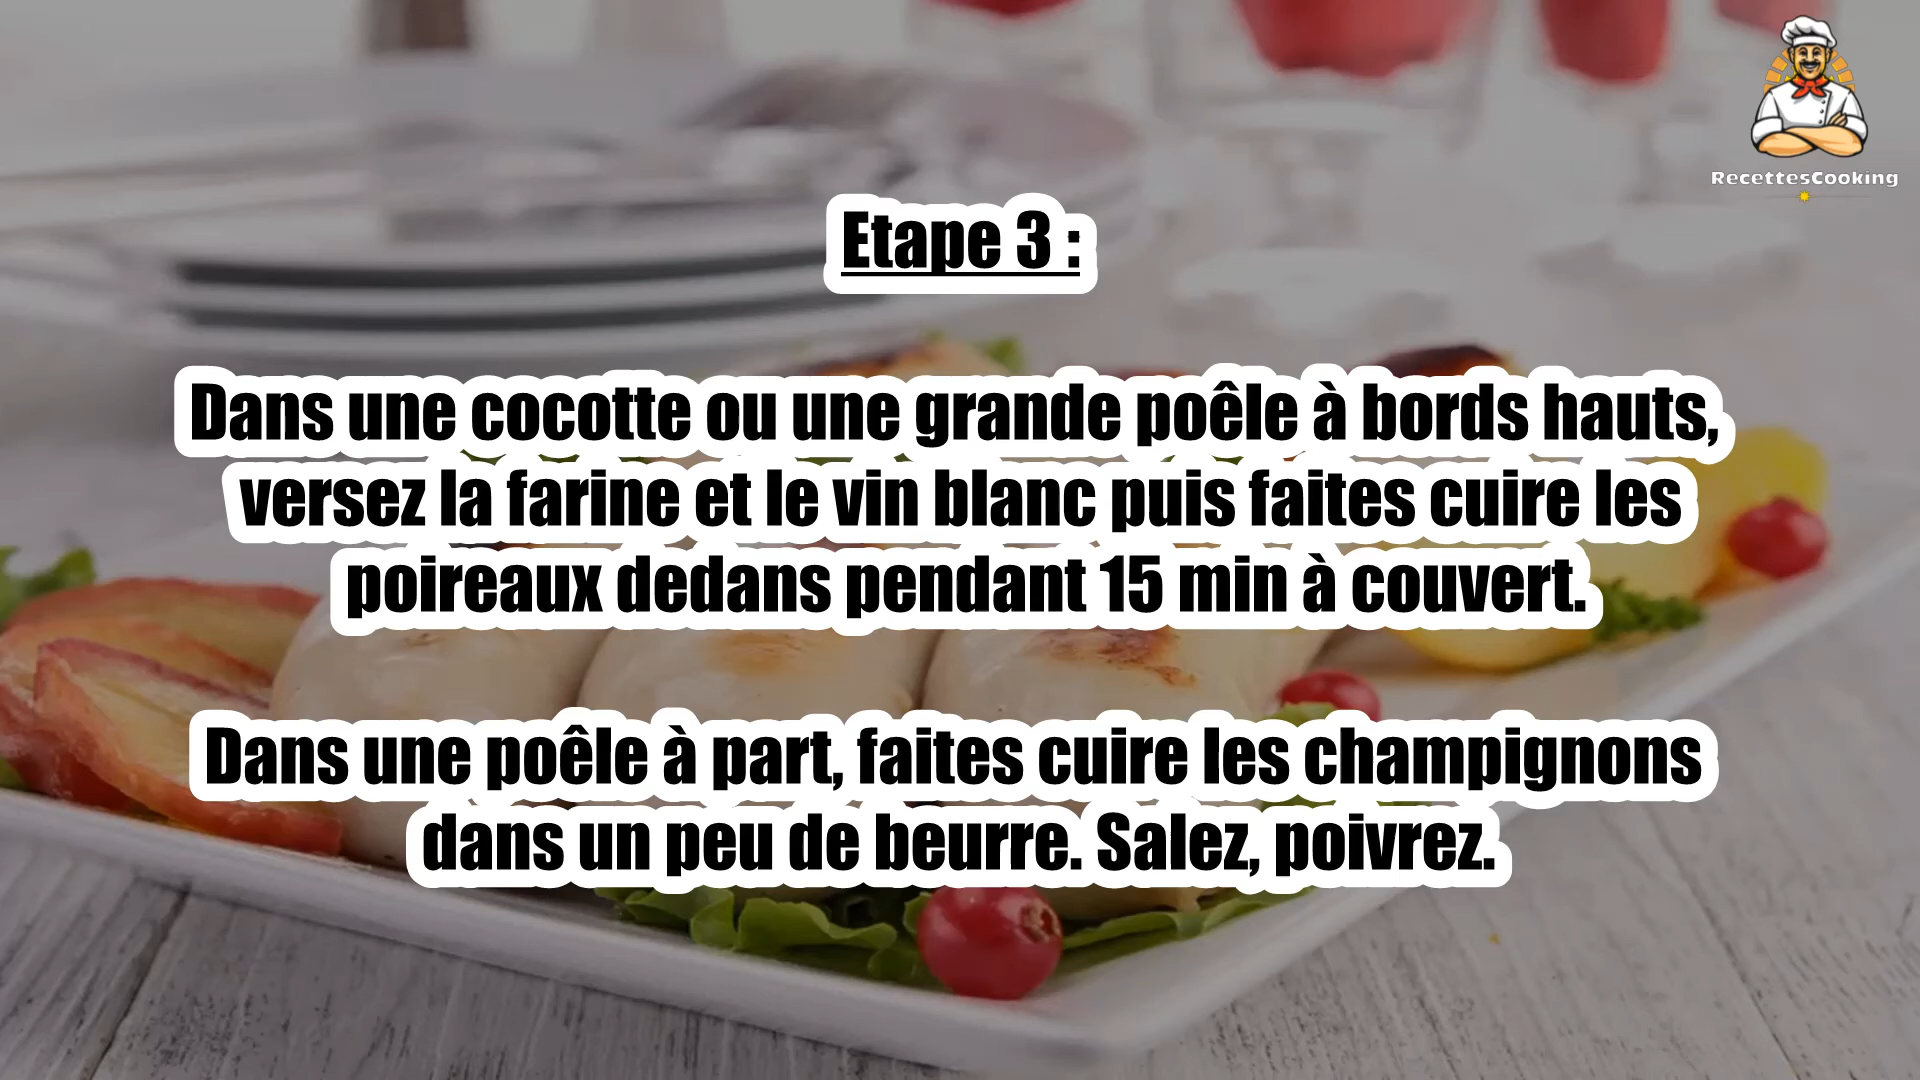 RecettesCooking
Etape 3 :
Dans une cocotte ou une grande poêle à bords hauts,
versez la farine et le vin blanc puis faites cuire les
poireaux dedans pendant 15 min à couvert.
Dans une poêle à part, faites cuire les champignons
dans un peu de beurre. Salez, poivrez.